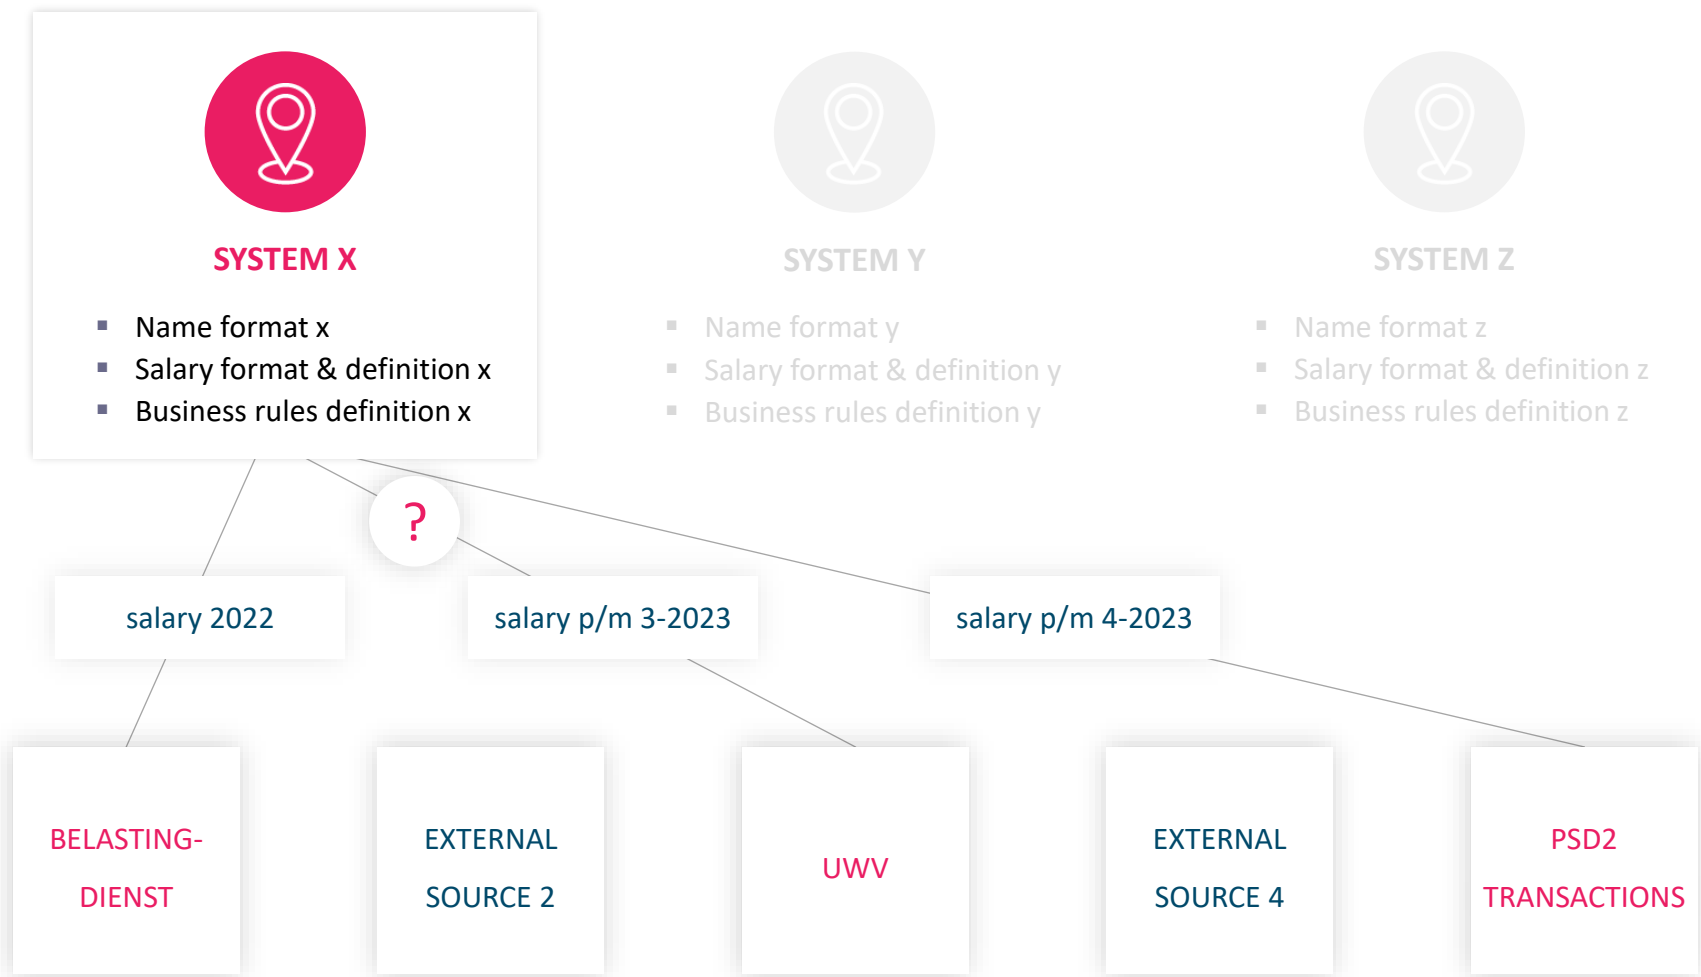 SYSTEM X
▪ Name format x
▪ Salary format & definition x
▪ Business rules definition x
SYSTEM Y
▪ Name format y
▪ Salary format & definition y
▪ Business rules definition y
SYSTEM Z
▪ Name format z
▪ Salary format & definition z
▪ Business rules definition z
?
salary 2022
salary p/m 3-2023
salary p/m 4-2023
BELASTING-
DIENST
EXTERNAL
SOURCE 2
UWV
EXTERNAL
SOURCE 4
PSD2
TRANSACTIONS